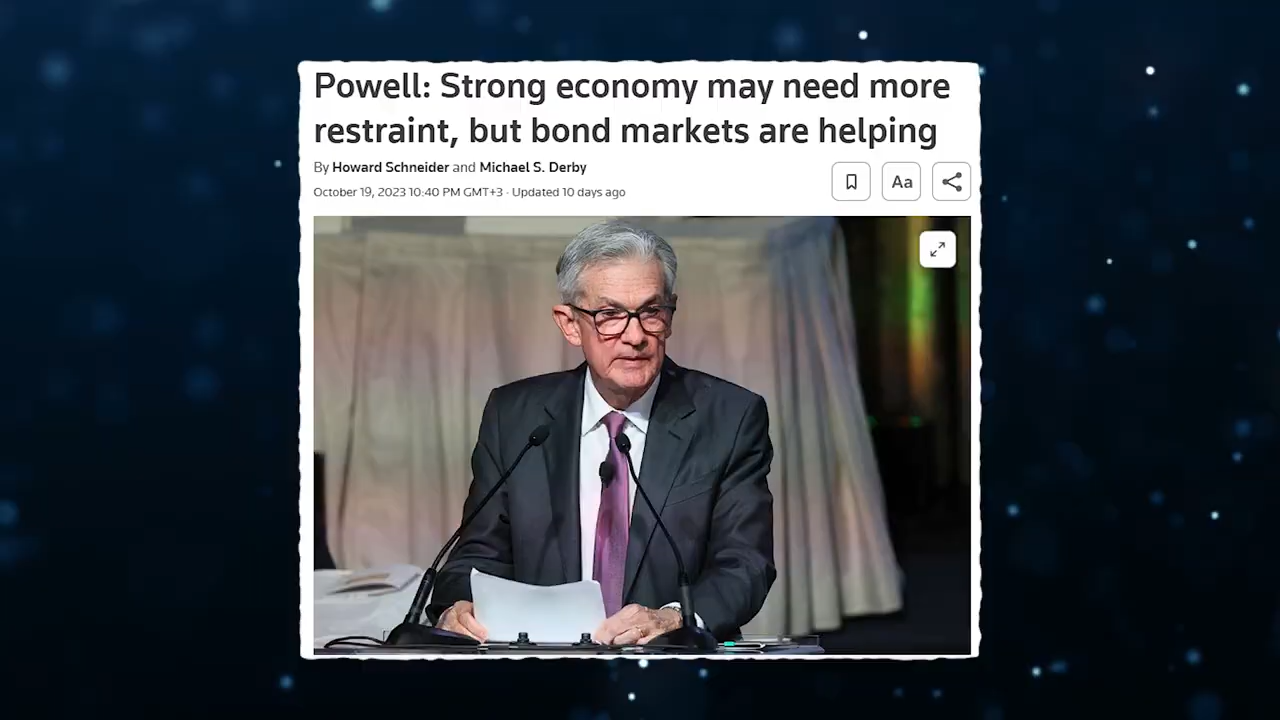 Powell: Strong economy may need more
restraint, but bond markets are helping
By Howard Schneider and Michael S. Derby
October 19, 2023 10:40 PM GMT+3 · Updated 10 days ago
Aa